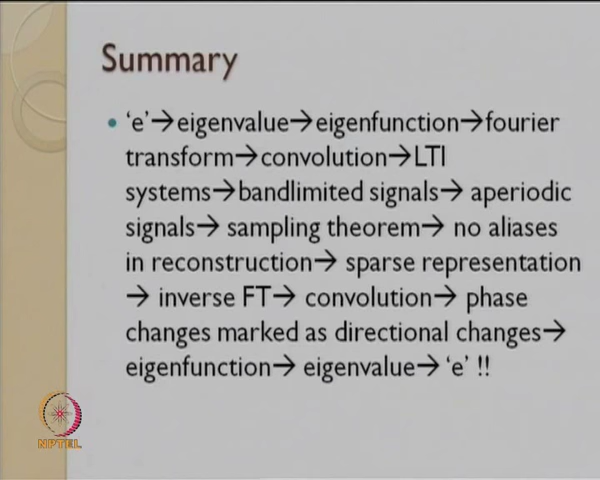 Summary
• 'e'→eigenvalue→eigenfunction→fourier
transform→convolution→LTI
systems→bandlimited signals→ aperiodic
signals→ sampling theorem→ no aliases
in reconstruction→ sparse representation
→ inverse FT→ convolution→ phase
changes marked as directional changes→
eigenfunction→ eigenvalue→ 'e' !!
NPTEL